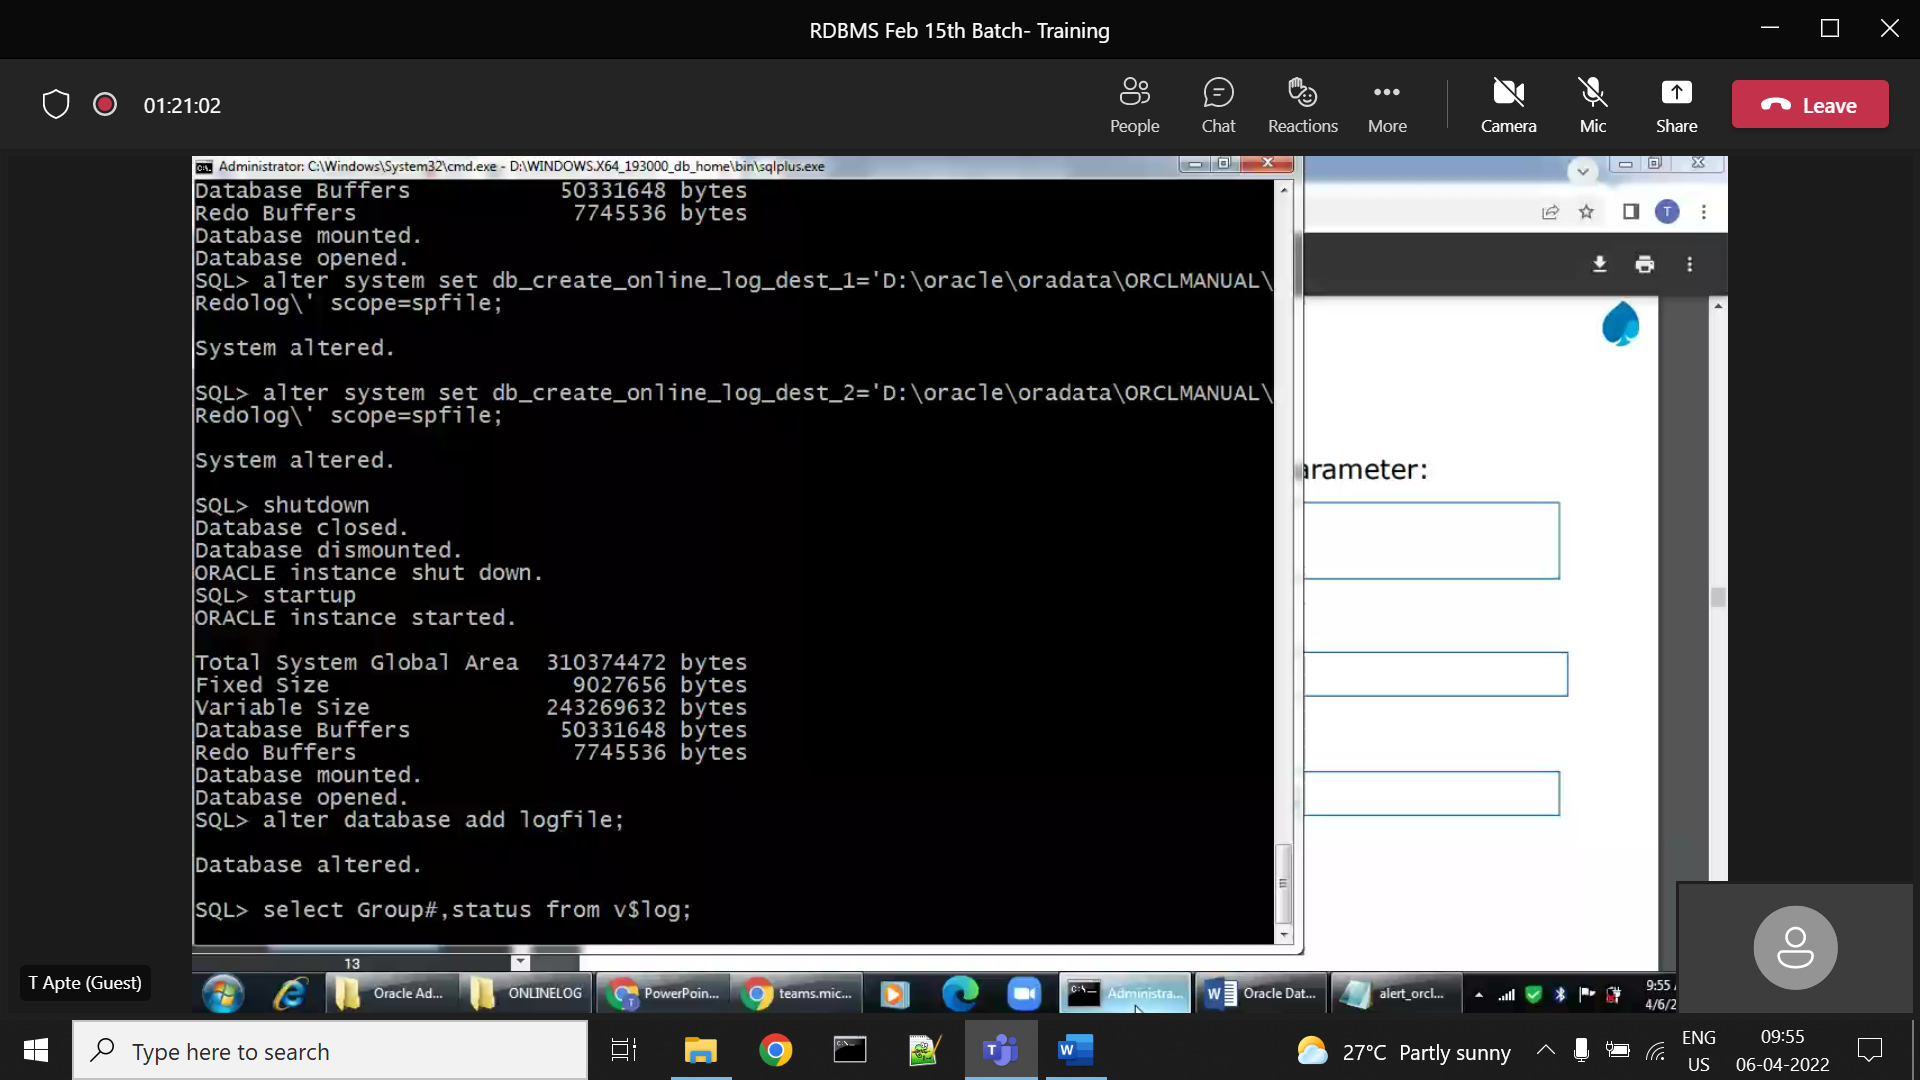 RDBMS Feb 15th Batch- Training
01:21:02
People
Chat
Reactions
More
Camera
Mic
Share
Leave
Administrator: C:\Windows\System32\cmd.exe - D:\WINDOWS.X64_193000_db_home\bin\sqlplus.exe
Database Buffers 50331648 bytes
Redo Buffers 7745536 bytes
Database mounted.
Database opened.
SQL> alter system set db_create_online_log_dest_1='D:\oracle\oradata\ORCLMANUAL\
Redolog\' scope=spfile;
System altered.
SQL> alter system set db_create_online_log_dest_2='D:\oracle\oradata\ORCLMANUAL\
Redolog\' scope=spfile;
System altered.
SQL> shutdown
Database closed.
Database dismounted.
ORACLE instance shut down.
SQL> startup
ORACLE instance started.
Total System Global Area 310374472 bytes
Fixed Size 9027656 bytes
Variable Size 243269632 bytes
Database Buffers 50331648 bytes
Redo Buffers 7745536 bytes
Database mounted.
Database opened.
SQL> alter database add logfile;
Database altered.
SQL> select Group#,status from v$log;
T
arameter:
13
T Apte (Guest)
Oracle Ad...
ONLINELOG
PowerPoin...
teams.mic...
Administra...
Oracle Dat...
alert_orcl...
9:55
4/6/2
Type here to search
27°C Partly sunny
ENG
US
09:55
06-04-2022